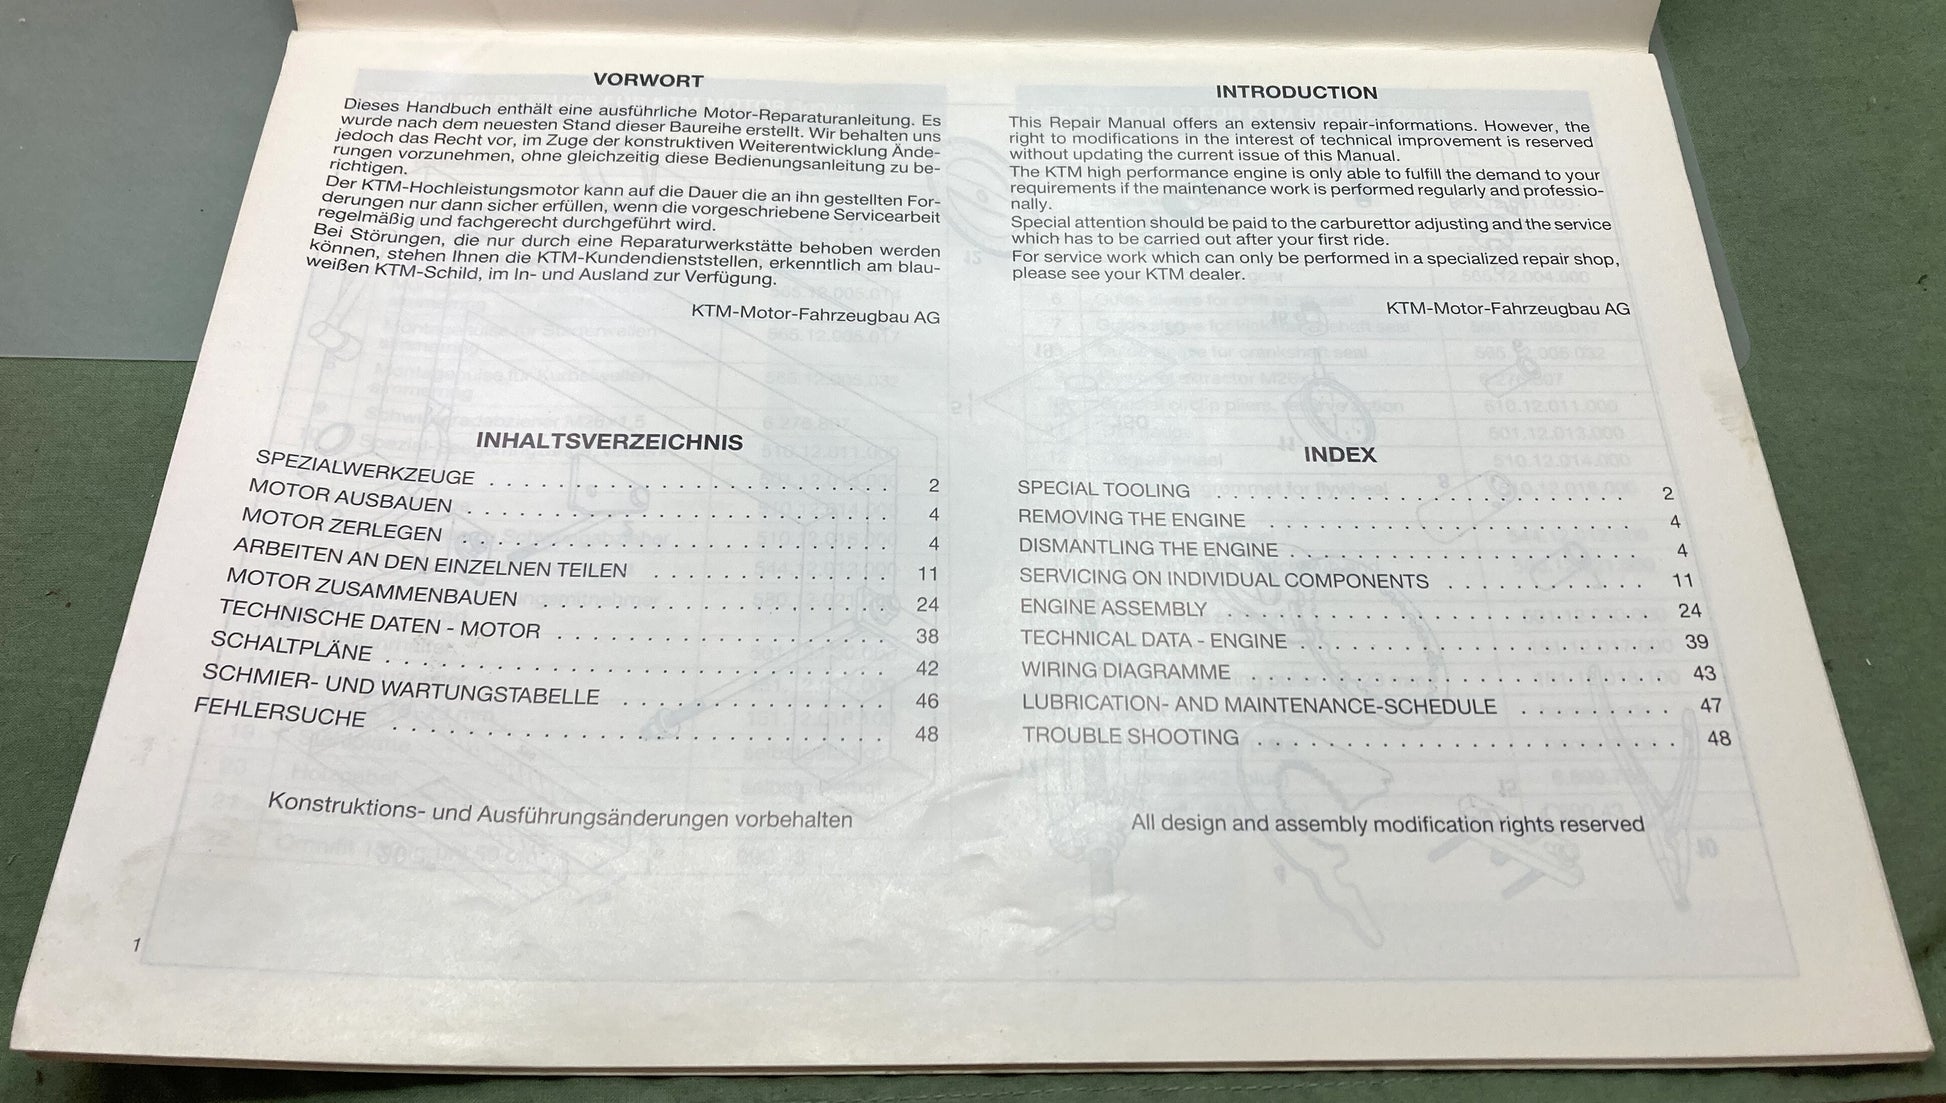 VORWORT
Dieses Handbuch enthält eine ausführliche Motor-Reparaturanleitung. Es
wurde nach dem neuesten Stand dieser Baureihe erstellt. Wir behalten uns
jedoch das Recht vor, im Zuge der konstruktiven Weiterentwicklung Ände-
rungen vorzunehmen, ohne gleichzeitig diese Bedienungsanleitung zu be-
richtigen.
Der KTM-Hochleistungsmotor kann auf die Dauer die an ihn gestellten For-
derungen nur dann sicher erfüllen, wenn die vorgeschriebene Servicearbeit
regelmäßig und fachgerecht durchgeführt wird.
Bei Störungen, die nur durch eine Reparaturwerkstätte behoben werden
können, stehen Ihnen die KTM-Kundendienststellen, erkenntlich am blau-
weißen KTM-Schild, im In- und Ausland zur Verfügung.
KTM-Motor-Fahrzeugbau AG
INHALTSVERZEICHNIS
SPEZIALWERKZEUGE . . . . . . . . . . . . . . . . 2
MOTOR AUSBAUEN . . . . . . . . . . . . . . . . 4
MOTOR ZERLEGEN . . . . . . . . . . . . . . . . 4
ARBEITEN AN DEN EINZELNEN TEILEN . . . . . . . . . 11
MOTOR ZUSAMMENBAUEN . . . . . . . . . . . . . 24
TECHNISCHE DATEN - MOTOR . . . . . . . . . . . . 38
SCHALTPLÄNE . . . . . . . . . . . . . . . . . . 42
SCHMIER- UND WARTUNGSTABELLE . . . . . . . . . . 46
FEHLERSUCHE . . . . . . . . . . . . . . . . . . 48
Konstruktions- und Ausführungsänderungen vorbehalten
1
INTRODUCTION
This Repair Manual offers an extensiv repair-informations. However, the
right to modifications in the interest of technical improvement is reserved
without updating the current issue of this Manual.
The KTM high performance engine is only able to fulfill the demand to your
requirements if the maintenance work is performed regularly and professio-
nally.
Special attention should be paid to the carburettor adjusting and the service
which has to be carried out after your first ride.
For service work which can only be performed in a specialized repair shop,
please see your KTM dealer.
KTM-Motor-Fahrzeugbau AG
INDEX
SPECIAL TOOLING . . . . . . . . . . . . . . . . . 2
REMOVING THE ENGINE . . . . . . . . . . . . . . . 4
DISMANTLING THE ENGINE . . . . . . . . . . . . . . 4
SERVICING ON INDIVIDUAL COMPONENTS . . . . . . . . 11
ENGINE ASSEMBLY . . . . . . . . . . . . . . . . 24
TECHNICAL DATA - ENGINE . . . . . . . . . . . . . . 39
WIRING DIAGRAMME . . . . . . . . . . . . . . . . 43
LUBRICATION- AND MAINTENANCE-SCHEDULE . . . . . . . 47
TROUBLE SHOOTING . . . . . . . . . . . . . . . . 48
All design and assembly modification rights reserved